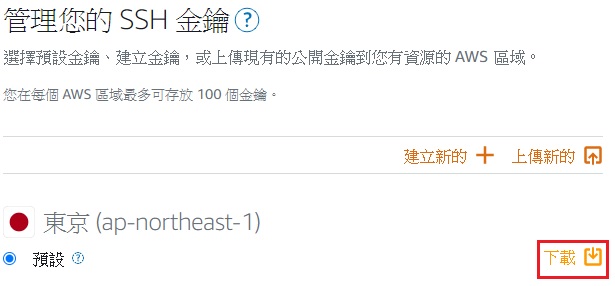 管理您的 SSH 金鑰 ?
選擇預設金鑰、建立金鑰，或上傳現有的公開金鑰到您有資源的 AWS 區域。
您在每個 AWS 區域最多可存放 100 個金鑰。
建立新的 上傳新的
東京 (ap-northeast-1)
預設 ? 下載